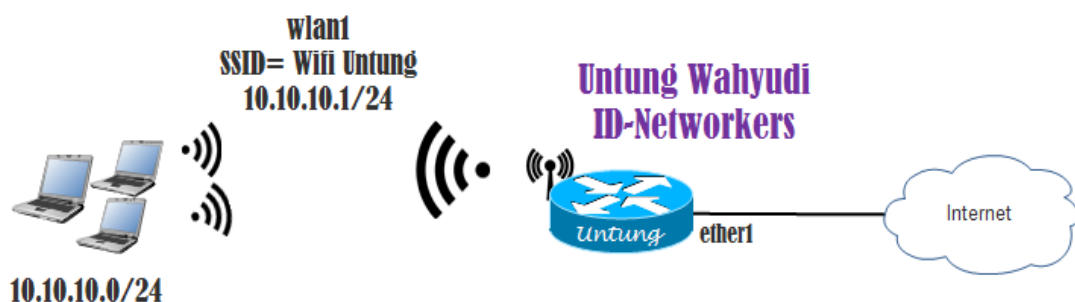 wlan1
SSID= Wifi Untung
10.10.10.1/24
Untung Wahyudi
ID-Networkers
Untung
ether1
Internet
10.10.10.0/24